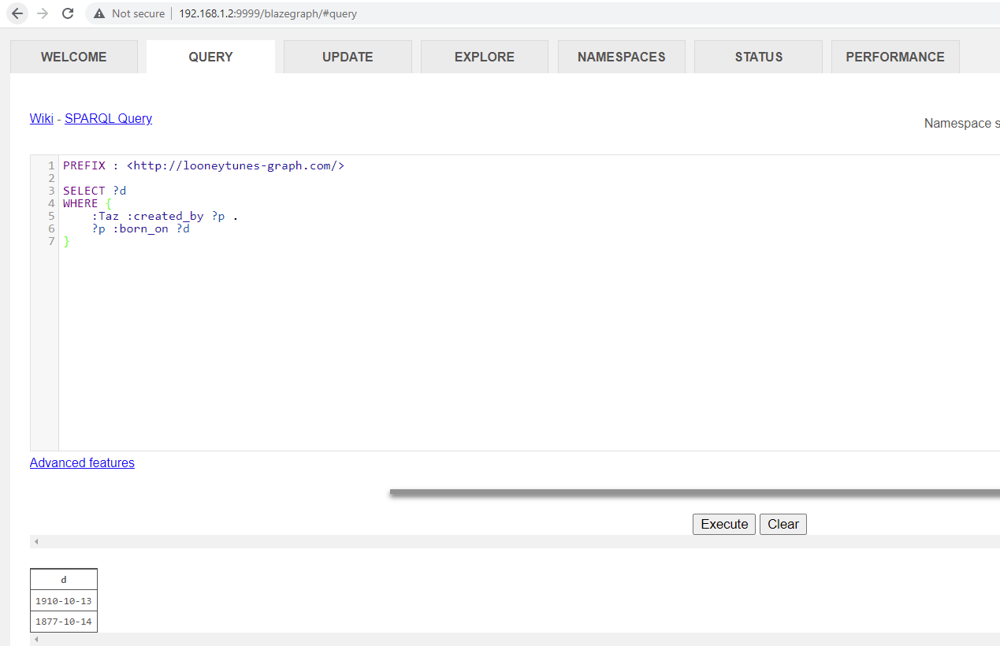 Not secure 192.168.1.2:9999/blazegraph/#query
WELCOME QUERY UPDATE EXPLORE NAMESPACES STATUS PERFORMANCE
Wiki - SPARQL Query
Namespace s
1 PREFIX : <http://looneytunes-graph.com/>
2
3 SELECT ?d
4 WHERE {
5 :Taz :created_by ?p .
6 ?p :born_on ?d
7 }
Advanced features
Execute Clear
d
1910-10-13
1877-10-14